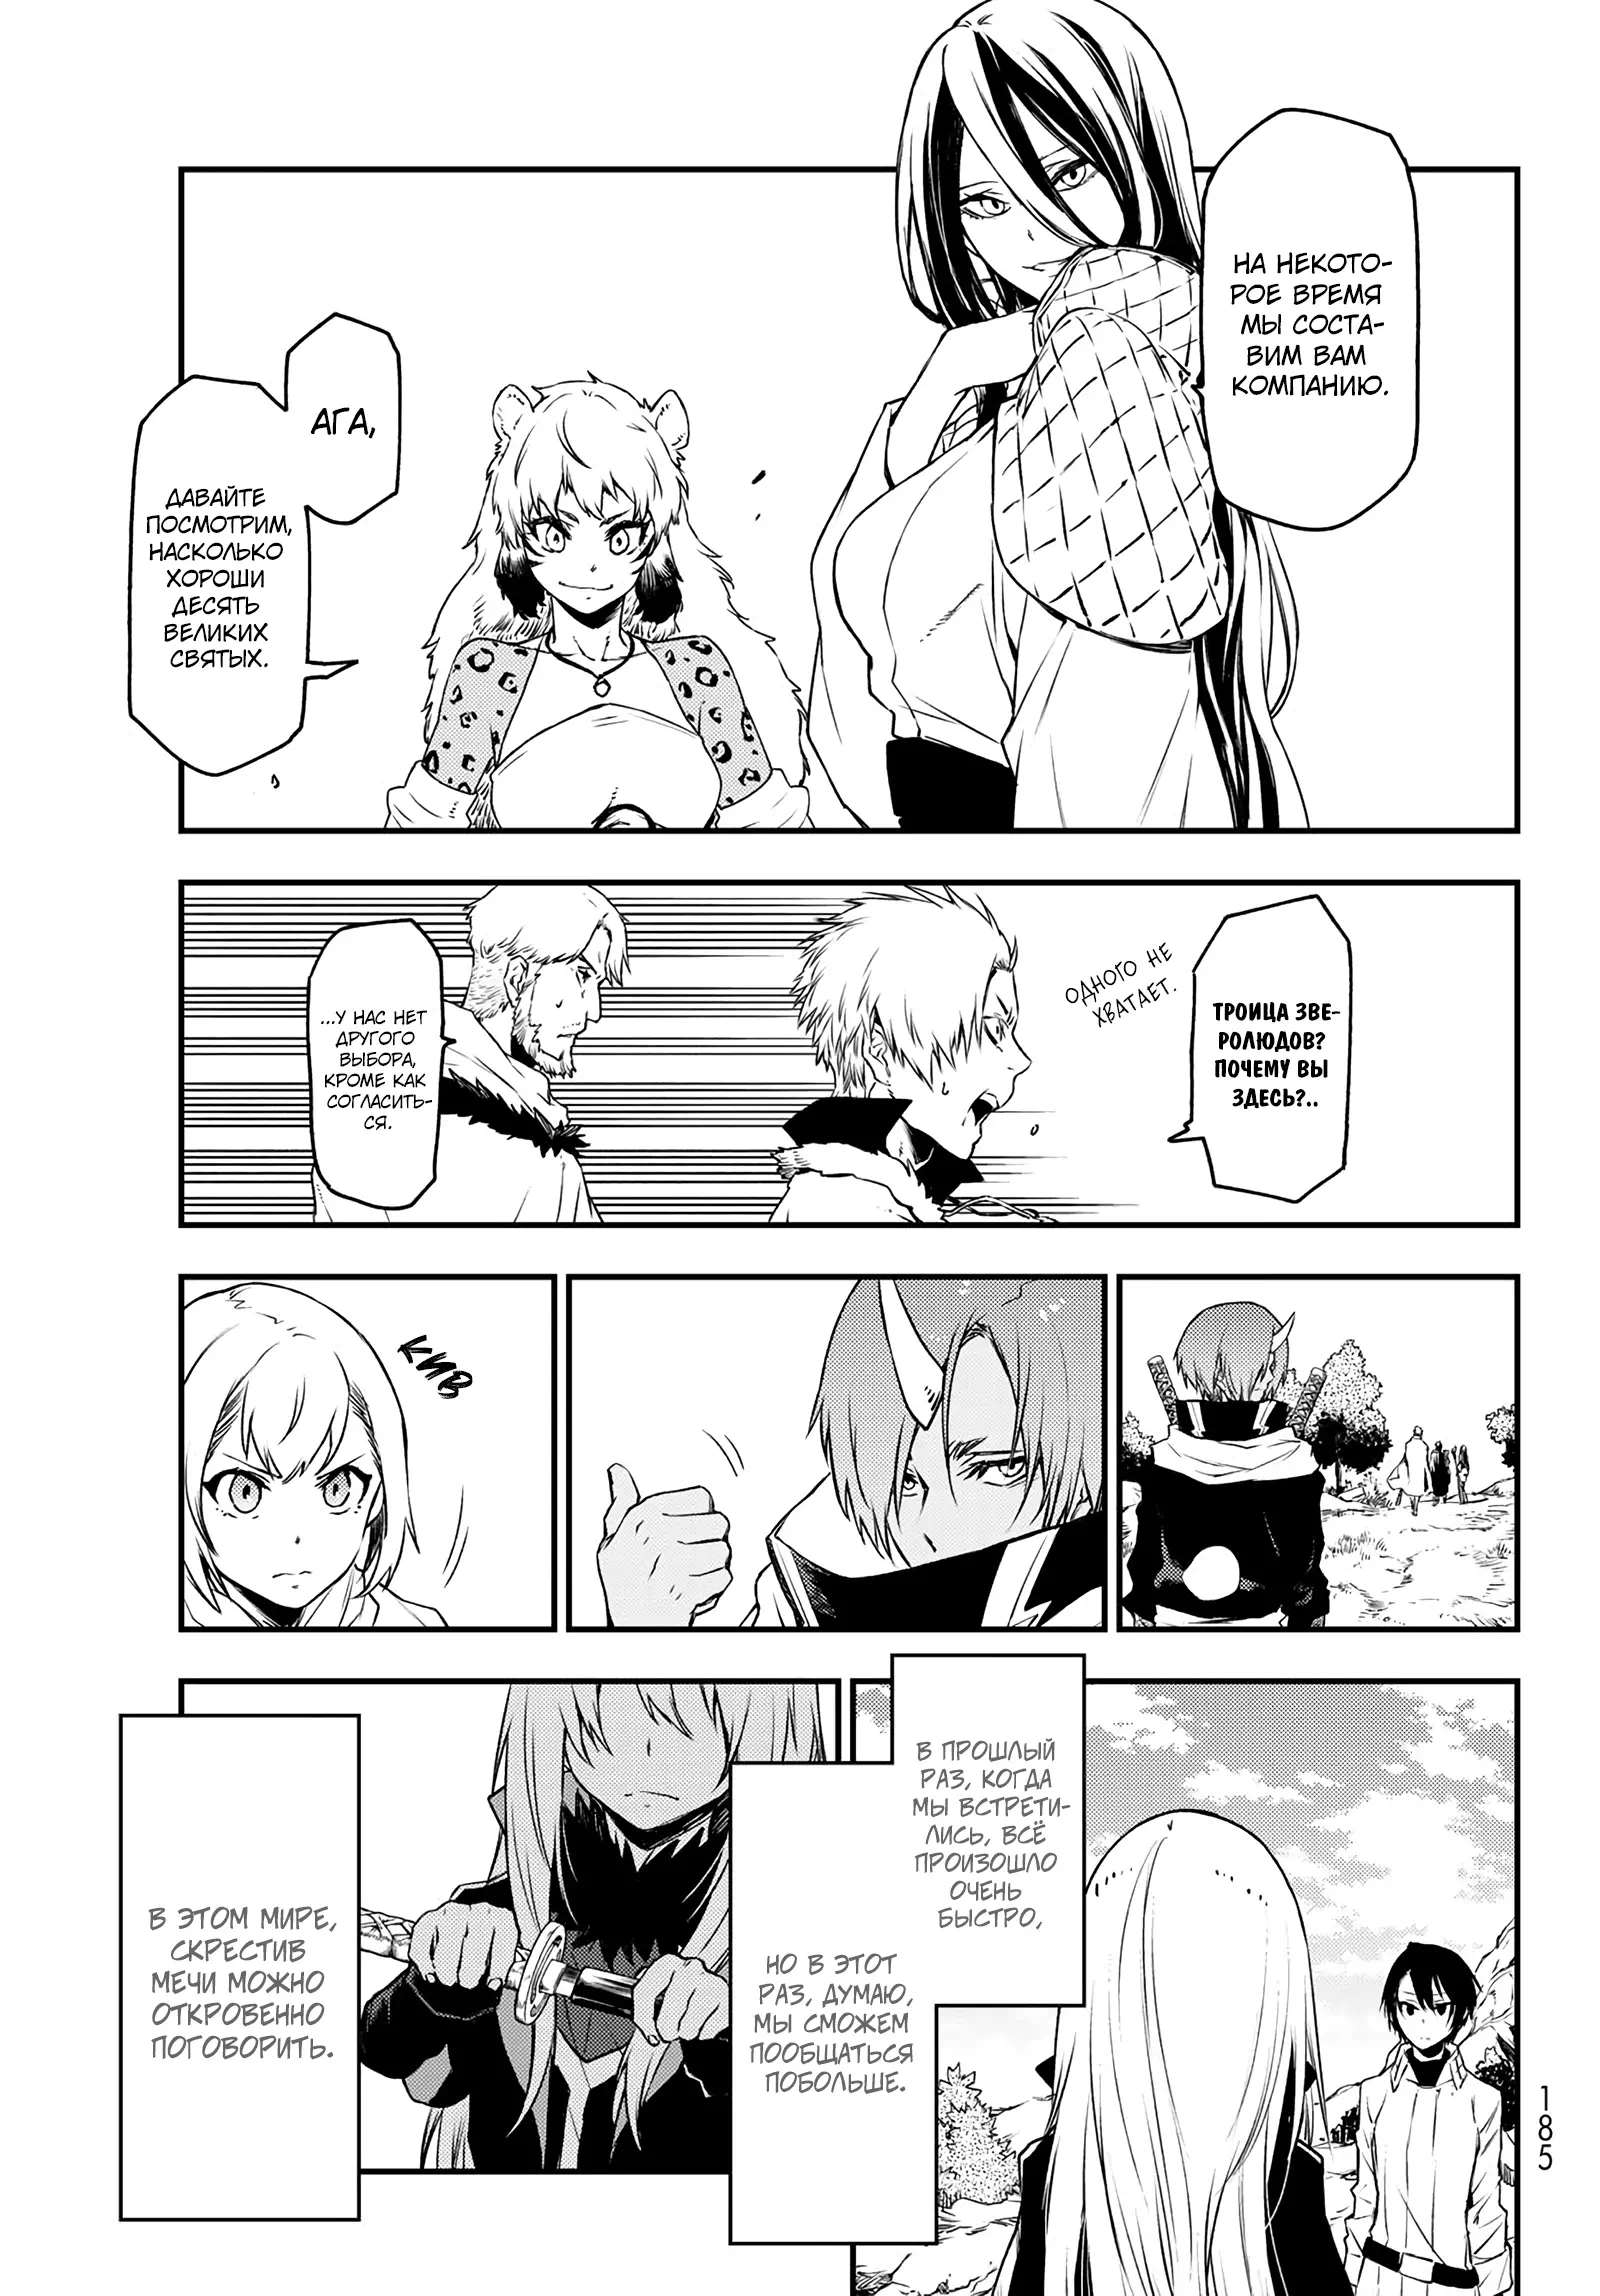 НА НЕКОТО-
РОЕ ВРЕМЯ
МЫ СОСТА-
ВИМ ВАМ
КОМПАНИЮ.
АГА,
ДАВАЙТЕ
ПОСМОТРИМ,
НАСКОЛЬКО
ХОРОШИ
ДЕСЯТЬ
ВЕЛИКИХ
СВЯТЫХ.
ТРОИЦА ЗВЕ-
РОЛЮДОВ?
ПОЧЕМУ ВЫ
ЗДЕСЬ?..
ОДНОГО НЕ
ХВАТАЕТ.
...У НАС НЕТ
ДРУГОГО
ВЫБОРА,
КРОМЕ КАК
СОГЛАСИТЬ-
СЯ.
КИВ
В ПРОШЛЫЙ
РАЗ, КОГДА
МЫ ВСТРЕТИ-
ЛИСЬ, ВСЁ
ПРОИЗОШЛО
ОЧЕНЬ
БЫСТРО,
НО В ЭТОТ
РАЗ, ДУМАЮ,
МЫ СМОЖЕМ
ПООБЩАТЬСЯ
ПОБОЛЬШЕ.
В ЭТОМ МИРЕ,
СКРЕСТИВ
МЕЧИ МОЖНО
ОТКРОВЕННО
ПОГОВОРИТЬ.
185